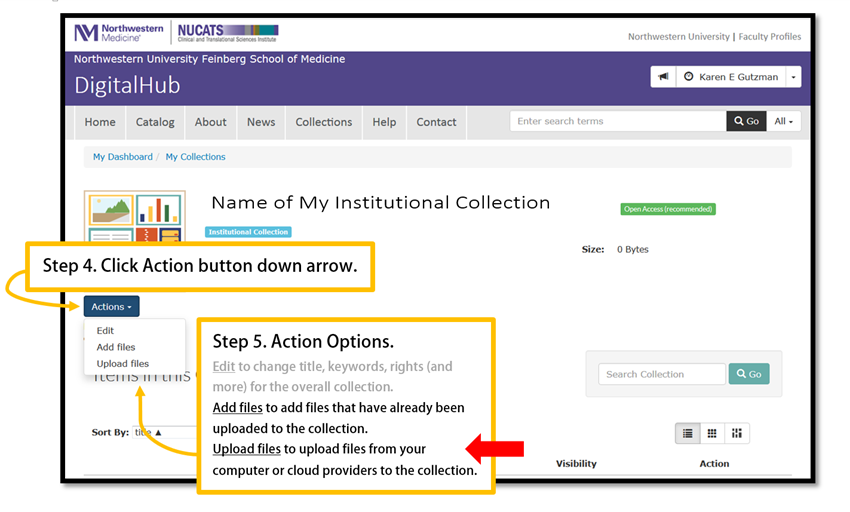 Northwestern Medicine®
NUCATS
Clinical and Translational Sciences Institute
Northwestern University | Faculty Profiles
Northwestern University Feinberg School of Medicine
DigitalHub
Karen E Gutzman
Home Catalog About News Collections Help Contact
Enter search terms
Go
All
My Dashboard / My Collections
Name of My Institutional Collection
Open Access (recommended)
Institutional Collection
Size: 0 Bytes
Step 4. Click Action button down arrow.
Actions
Edit
Add files
Upload files
Items in this
Step 5. Action Options.
Edit to change title, keywords, rights (and
more) for the overall collection.
Add files to add files that have already been
uploaded to the collection.
Upload files to upload files from your
computer or cloud providers to the collection.
Search Collection
Go
Sort By: title ▲
Visibility
Action